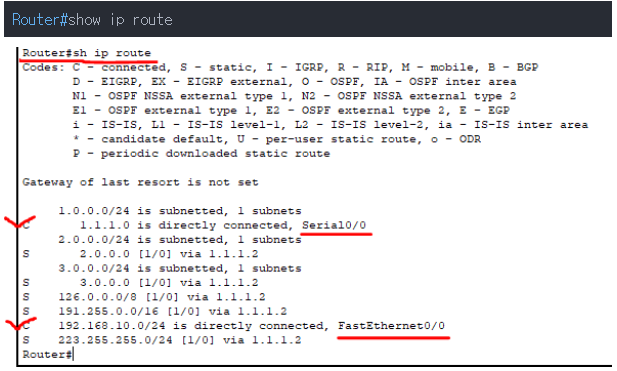 Router#show ip route
Router#sh ip route
Codes: C - connected, S - static, I - IGRP, R - RIP, M - mobile, B - BGP
D - EIGRP, EX - EIGRP external, O - OSPF, IA - OSPF inter area
N1 - OSPF NSSA external type 1, N2 - OSPF NSSA external type 2
E1 - OSPF external type 1, E2 - OSPF external type 2, E - EGP
i - IS-IS, L1 - IS-IS level-1, L2 - IS-IS level-2, ia - IS-IS inter area
* - candidate default, U - per-user static route, o - ODR
P - periodic downloaded static route
Gateway of last resort is not set
1.0.0.0/24 is subnetted, 1 subnets
C 1.1.1.0 is directly connected, Serial0/0
2.0.0.0/24 is subnetted, 1 subnets
S 2.0.0.0 [1/0] via 1.1.1.2
3.0.0.0/24 is subnetted, 1 subnets
S 3.0.0.0 [1/0] via 1.1.1.2
S 126.0.0.0/8 [1/0] via 1.1.1.2
S 191.255.0.0/16 [1/0] via 1.1.1.2
C 192.168.10.0/24 is directly connected, FastEthernet0/0
S 223.255.255.0/24 [1/0] via 1.1.1.2
Router#